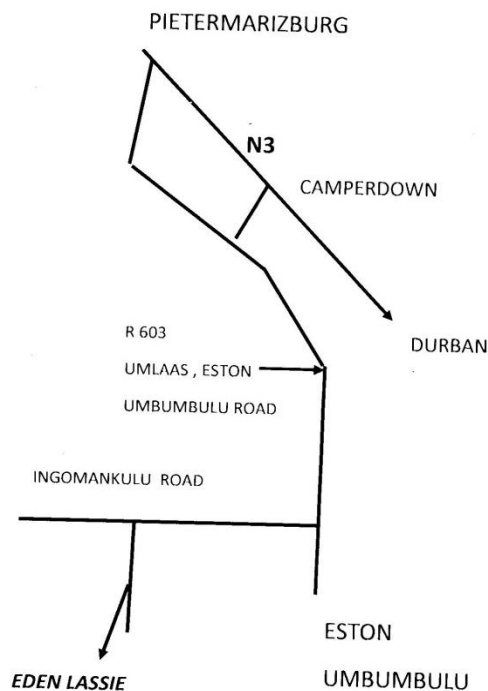 PIETERMARIZBURG
N3
CAMPERDOWN
DURBAN
R 603
UMLAAS , ESTON
UMBUMBULU ROAD
INGOMANKULU ROAD
ESTON
EDEN LASSIE
UMBUMBULU